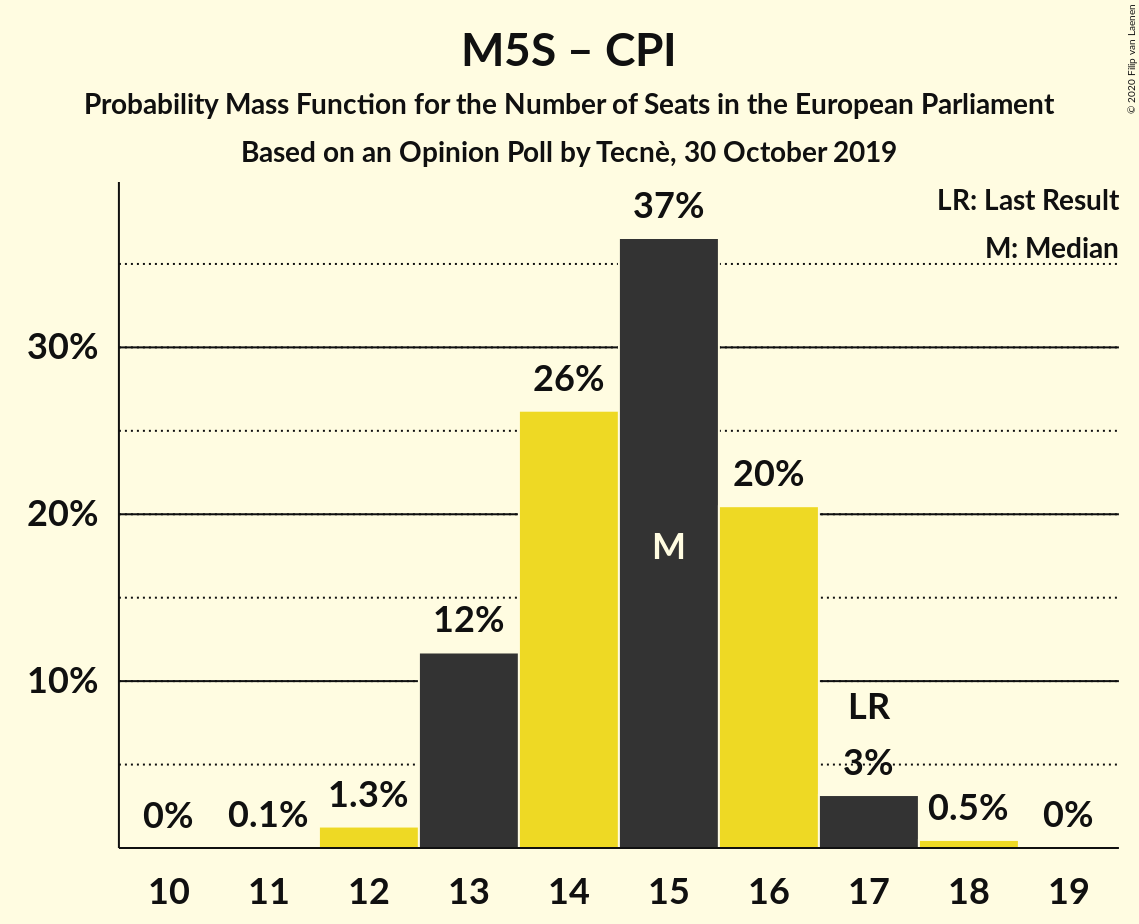 M5S – CPI
Probability Mass Function for the Number of Seats in the European Parliament
Based on an Opinion Poll by Tecnè, 30 October 2019
© 2020 Filip van Laenen
LR: Last Result
M: Median
30%
20%
10%
0%
0.1%
1.3%
12%
26%
37%
M
20%
LR
3%
0.5%
0%
10 11 12 13 14 15 16 17 18 19